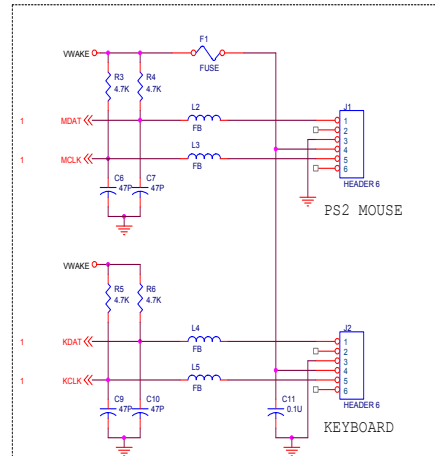 F1
VWAKE
FUSE
R3
4.7K
R4
4.7K
J1
1 MDAT
L2
FB
1
2
3
4
5
6
1 MCLK
L3
FB
C6
47P
C7
47P
HEADER 6
PS2 MOUSE
VWAKE
R5
4.7K
R6
4.7K
J2
1 KDAT
L4
FB
1
2
3
4
5
6
1 KCLK
L5
FB
C9
47P
C10
47P
C11
0.1U
HEADER 6
KEYBOARD